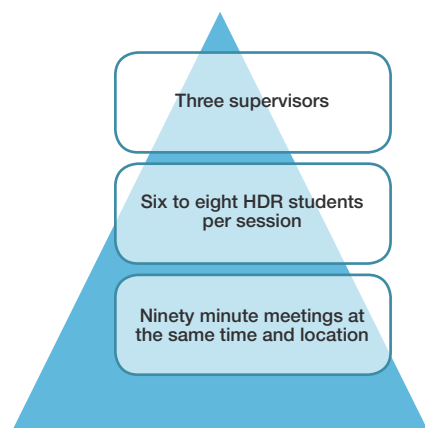 Three supervisors
Six to eight HDR students
per session
Ninety minute meetings at
the same time and location